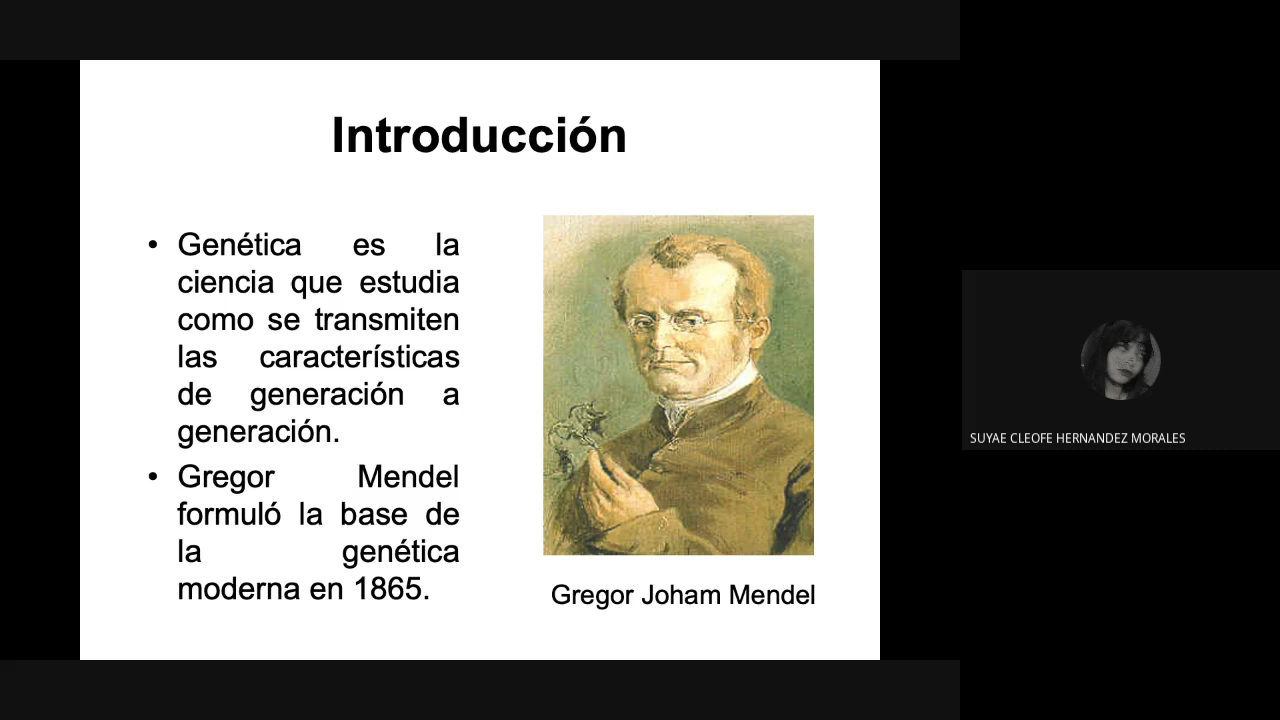 Introducción
• Genética es la
ciencia que estudia
como se transmiten
las características
de generación a
generación.
• Gregor Mendel
formuló la base de
la genética
moderna en 1865.
Gregor Joham Mendel
SUYAE CLEOFE HERNANDEZ MORALES